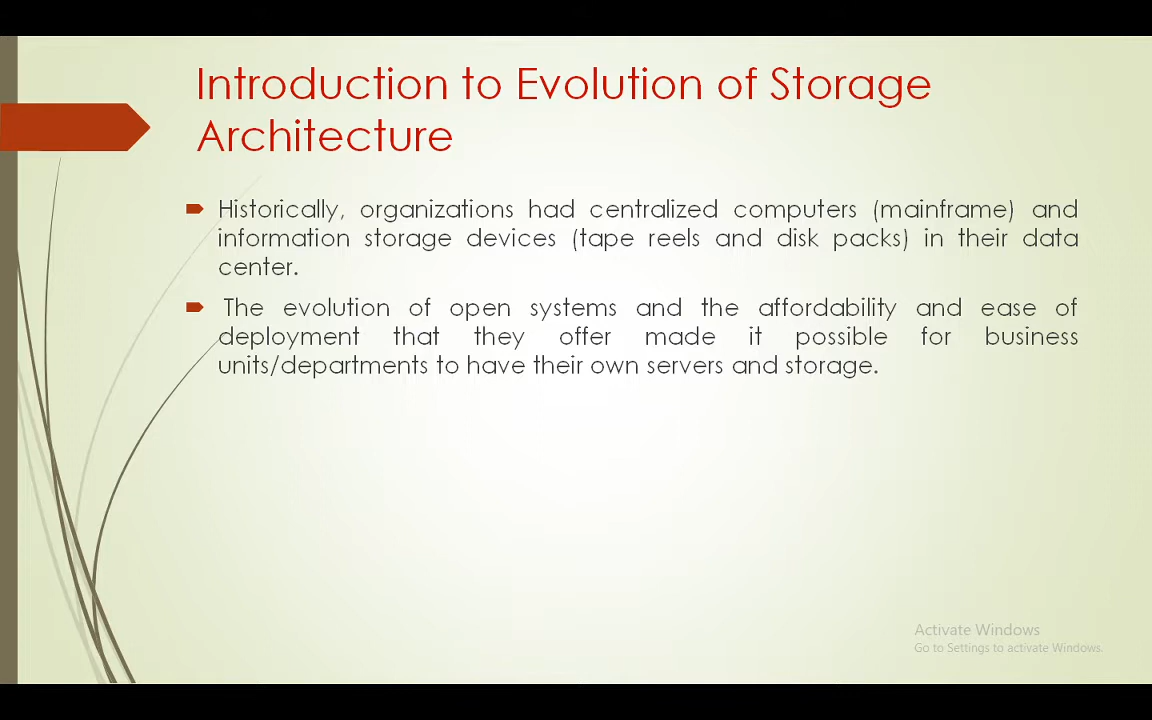 Introduction to Evolution of Storage
Architecture
Historically, organizations had centralized computers (mainframe) and
information storage devices (tape reels and disk packs) in their data
center.
The evolution of open systems and the affordability and ease of
deployment that they offer made it possible for business
units/departments to have their own servers and storage.
Activate Windows
Go to Settings to activate Windows.